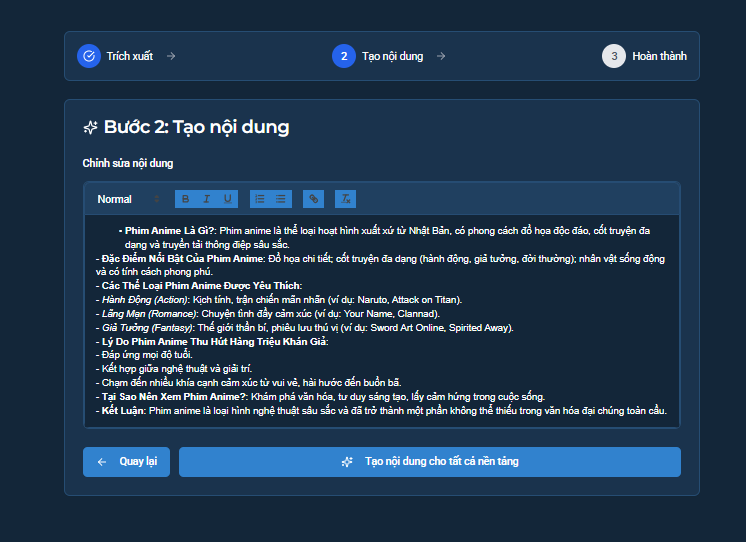 Trích xuất
2
Tạo nội dung
3
Hoàn thành
Bước 2: Tạo nội dung
Chỉnh sửa nội dung
Normal
B I U
• Phim Anime Là Gì?: Phim anime là thể loại hoạt hình xuất xứ từ Nhật Bản, có phong cách đồ họa độc đáo, cốt truyện đa
dạng và truyền tải thông điệp sâu sắc.
- Đặc Điểm Nổi Bật Của Phim Anime: Đồ họa chi tiết; cốt truyện đa dạng (hành động, giả tưởng, đời thường); nhân vật sống động
và có tính cách phong phú.
- Các Thể Loại Phim Anime Được Yêu Thích:
- Hành Động (Action): Kịch tính, trận chiến mãn nhãn (ví dụ: Naruto, Attack on Titan).
- Lãng Mạn (Romance): Chuyện tình đầy cảm xúc (ví dụ: Your Name, Clannad).
- Giả Tưởng (Fantasy): Thế giới thần bí, phiêu lưu thú vị (ví dụ: Sword Art Online, Spirited Away).
- Lý Do Phim Anime Thu Hút Hàng Triệu Khán Giả:
- Đáp ứng mọi độ tuổi.
- Kết hợp giữa nghệ thuật và giải trí.
- Chạm đến nhiều khía cạnh cảm xúc từ vui vẻ, hài hước đến buồn bã.
- Tại Sao Nên Xem Phim Anime?: Khám phá văn hóa, tư duy sáng tạo, lấy cảm hứng trong cuộc sống.
- Kết Luận: Phim anime là loại hình nghệ thuật sâu sắc và đã trở thành một phần không thể thiếu trong văn hóa đại chúng toàn cầu.
Quay lại
Tạo nội dung cho tất cả nền tảng